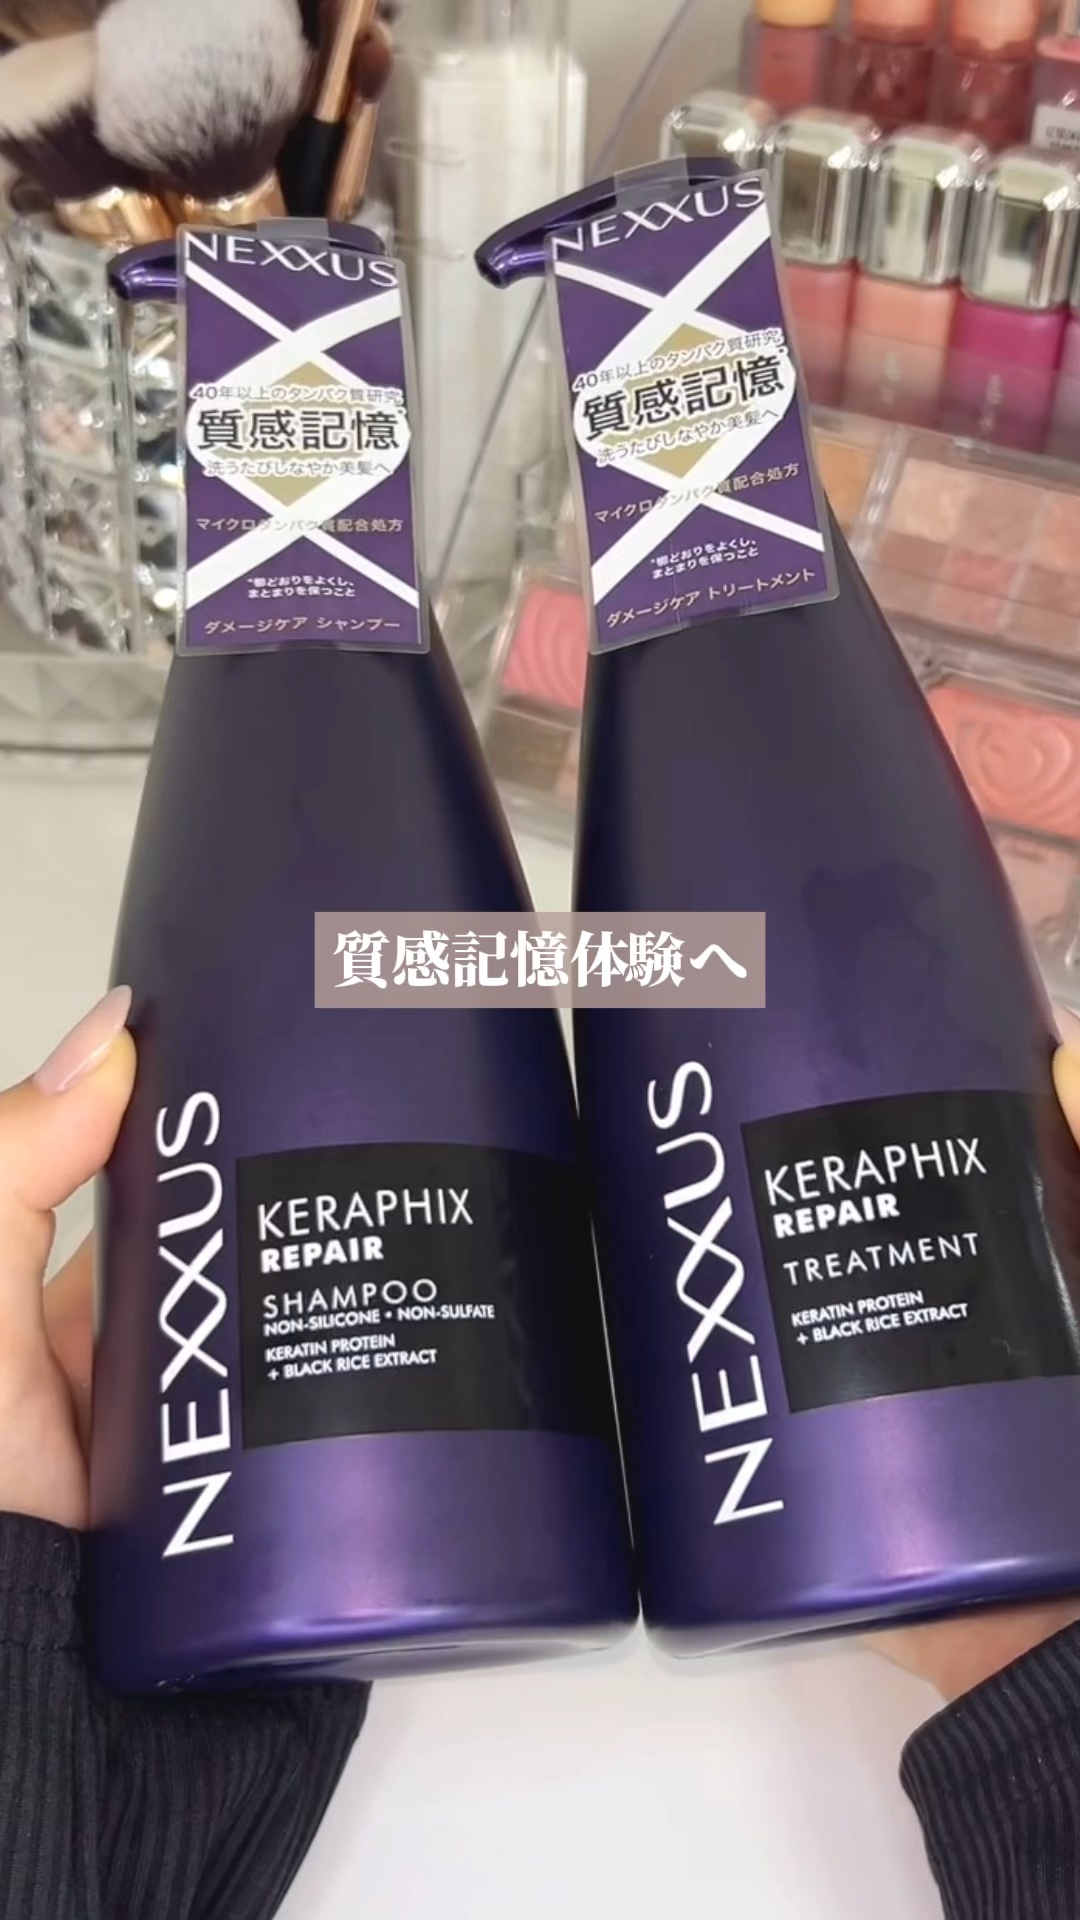 NEXXUS
40年以上のタンパク質研究
質感記憶*
洗うたびしなやか美髪へ
マイクロタンパク質配合処方
*櫛どおりをよくし、
まとまりを保つこと
ダメージケア シャンプー
NEXXUS
40年以上のタンパク質研究
質感記憶*
洗うたびしなやか美髪へ
マイクロタンパク質配合処方
*櫛どおりをよくし、
まとまりを保つこと
ダメージケア トリートメント
質感記憶体験へ
NEXXUS
KERAPHIX
REPAIR
SHAMPOO
NON-SILICONE • NON-SULFATE
KERATIN PROTEIN
+ BLACK RICE EXTRACT
NEXXUS
KERAPHIX
REPAIR
TREATMENT
KERATIN PROTEIN
+ BLACK RICE EXTRACT